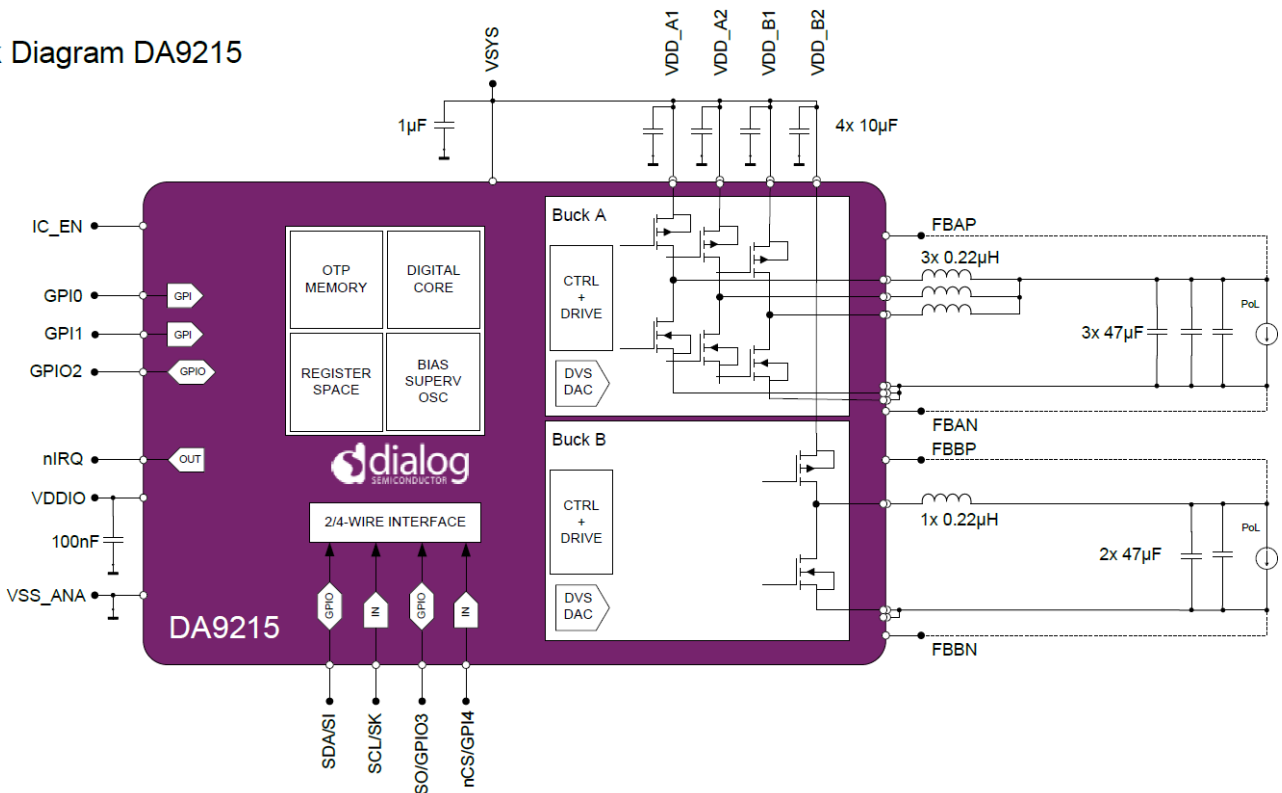 Diagram DA9215
VSYS
VDD_A1
VDD_A2
VDD_B1
VDD_B2
1µF
4x 10µF
IC_EN
GPI0
GPI
GPI1
GPI
GPIO2
GPIO
nIRQ
OUT
VDDIO
100nF
VSS_ANA
OTP
MEMORY
DIGITAL
CORE
REGISTER
SPACE
BIAS
SUPERV
OSC
dialog
SEMICONDUCTOR
2/4-WIRE INTERFACE
GPIO
IN
GPIO
IN
DA9215
SDA/SI
SCL/SK
SO/GPIO3
nCS/GPI4
Buck A
CTRL
+
DRIVE
DVS
DAC
Buck B
CTRL
+
DRIVE
DVS
DAC
FBAP
3x 0.22µH
3x 47µF
PoL
FBAN
FBBP
1x 0.22µH
2x 47µF
PoL
FBBN